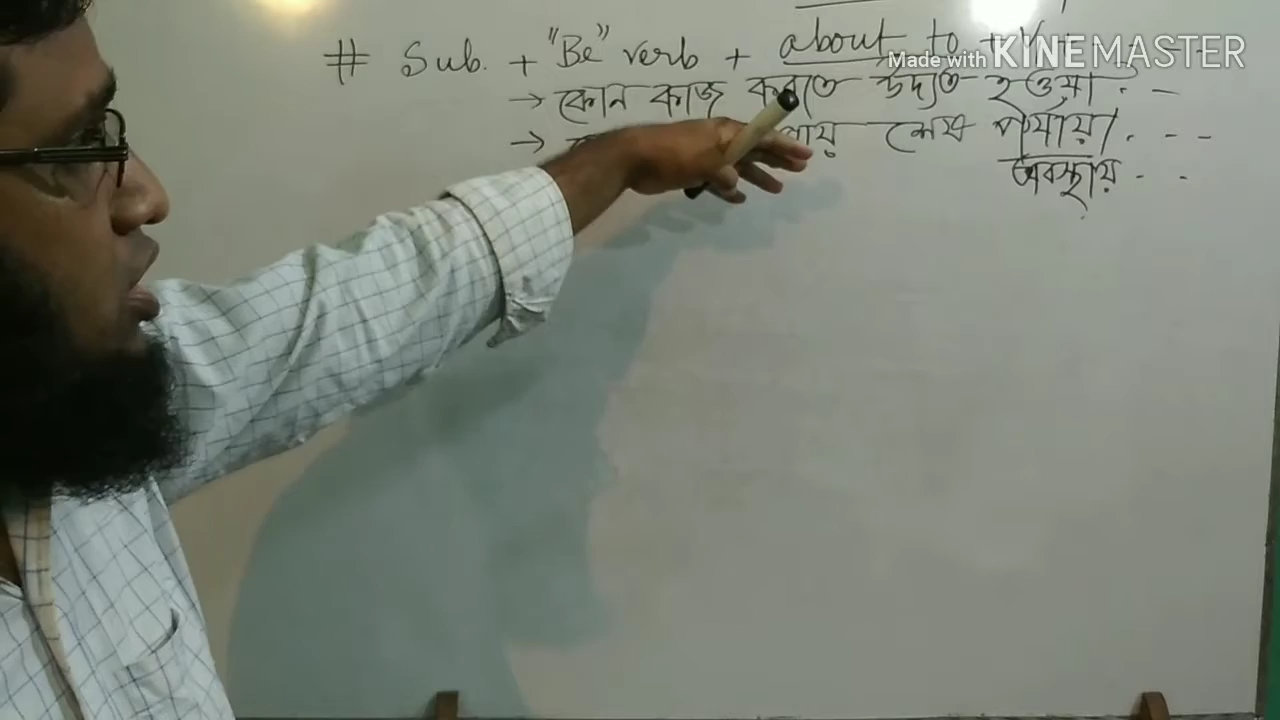 # Sub. + "Be" verb + about to + V
Made with KINEMASTER
→ কোন কাজ করতে উদ্যত হওয়া . -
→ শেষ পর্যায়ে . - -
অবস্থায় - -